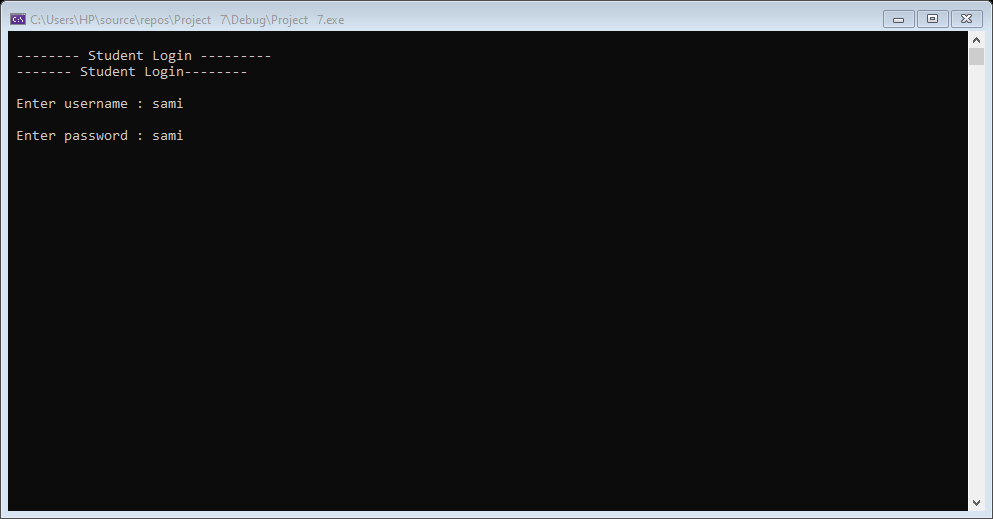 C:\Users\HP\source\repos\Project 7\Debug\Project 7.exe
-------- Student Login ---------
------- Student Login--------
Enter username : sami
Enter password : sami